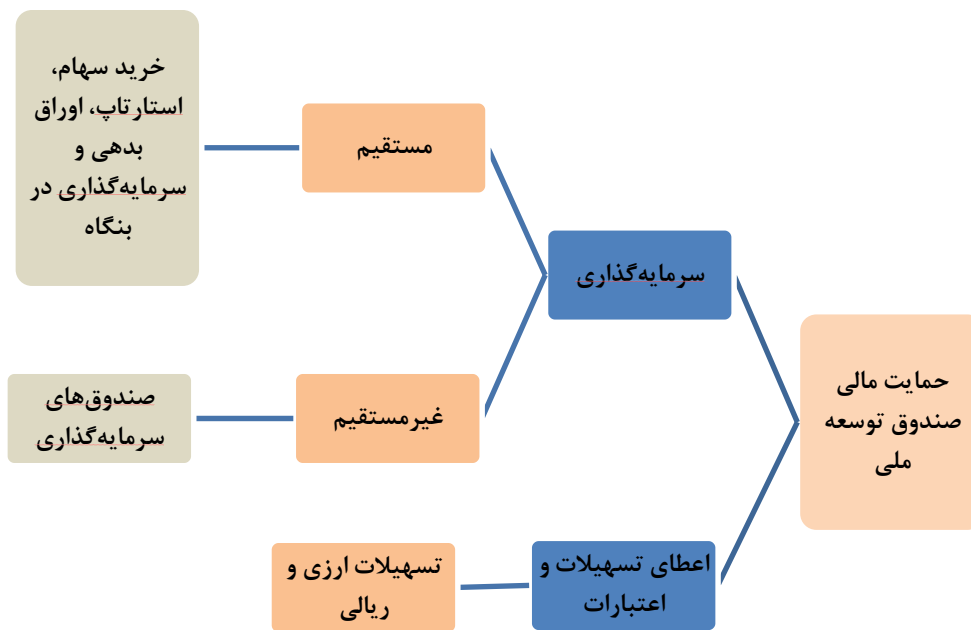 حمایت مالی
صندوق توسعه
ملی
سرمایه‌گذاری
مستقیم
خرید سهام،
استارتاپ، اوراق
بدهی و
سرمایه‌گذاری در
بنگاه
غیرمستقیم
صندوق‌های
سرمایه‌گذاری
اعطای تسهیلات و
اعتبارات
تسهیلات ارزی و
ریالی